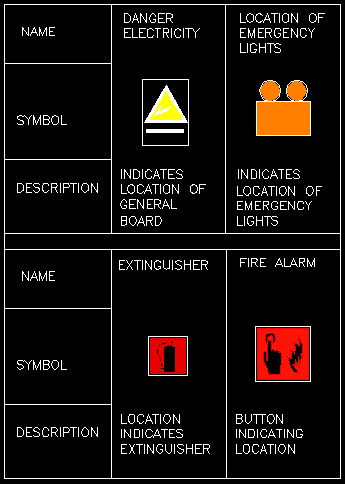 NAME
DANGER
ELECTRICITY
LOCATION OF
EMERGENCY
LIGHTS
SYMBOL
DESCRIPTION
INDICATES
LOCATION OF
GENERAL
BOARD
INDICATES
LOCATION OF
EMERGENCY
LIGHTS
NAME
EXTINGUISHER
FIRE ALARM
SYMBOL
DESCRIPTION
LOCATION
INDICATES
EXTINGUISHER
BUTTON
INDICATING
LOCATION